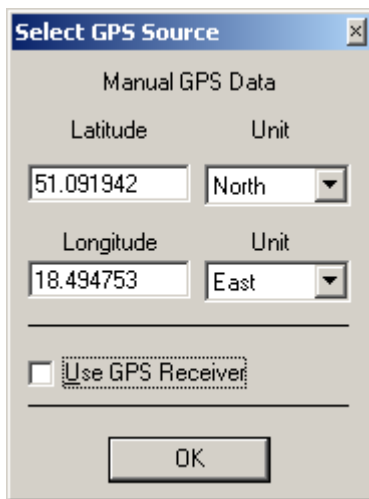 Select GPS Source
Manual GPS Data
Latitude Unit
51.091942 North
Longitude Unit
18.494753 East
Use GPS Receiver
OK